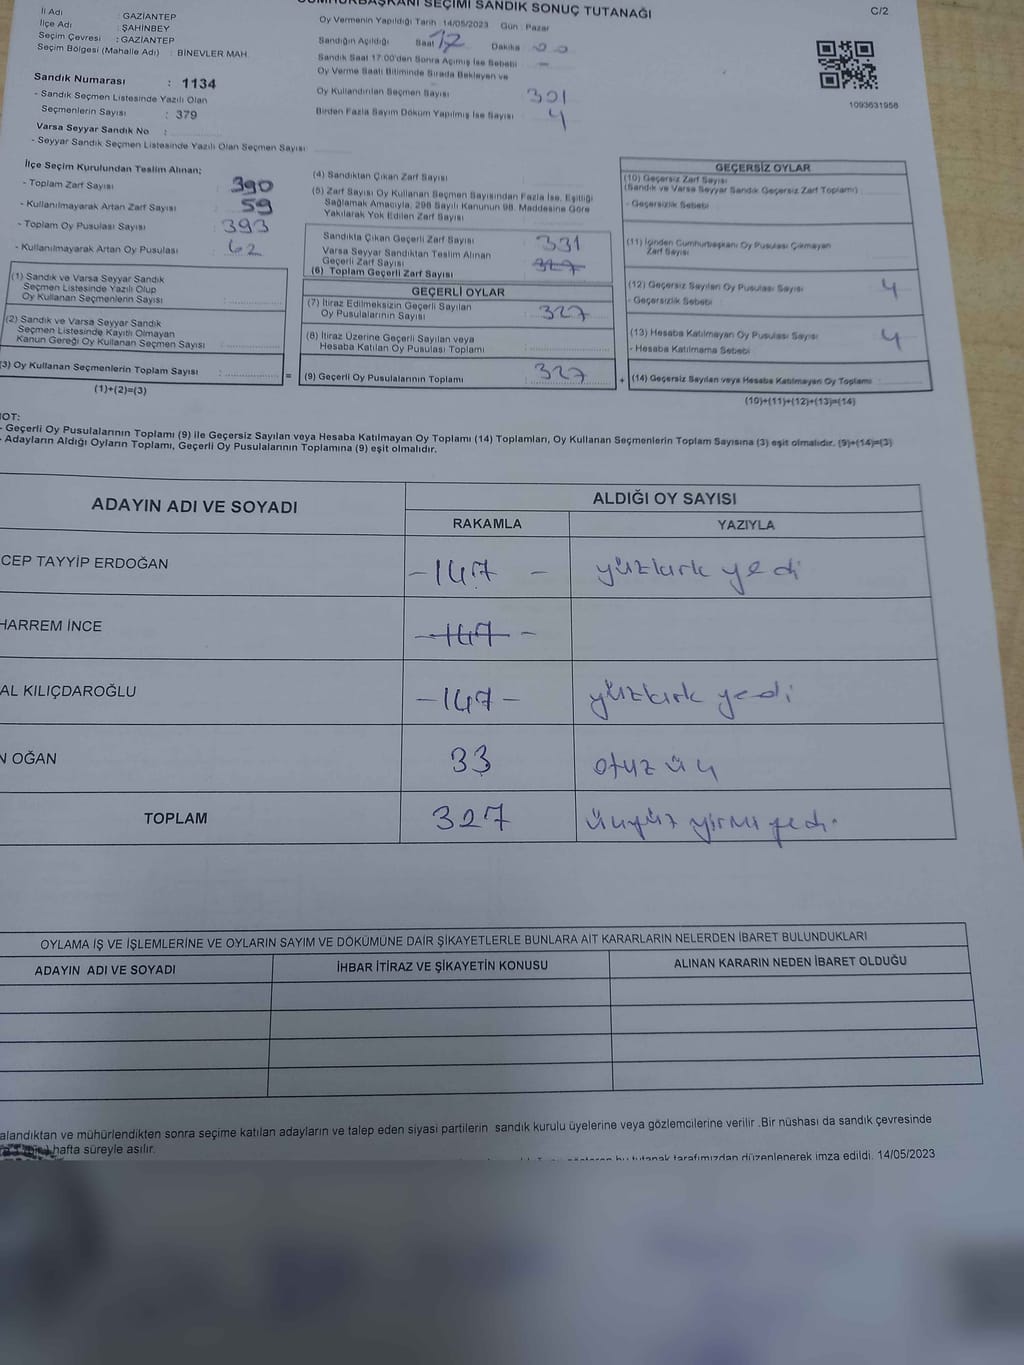 SEÇİMİ SANDIK SONUÇ TUTANAĞI
C/2
İl Adı : GAZİANTEP
İlçe Adı : ŞAHİNBEY
Seçim Çevresi : GAZİANTEP
Seçim Bölgesi (Mahalle Adı) : BİNEVLER MAH.
Sandık Numarası : 1134
- Sandık Seçmen Listesinde Yazılı Olan
Seçmenlerin Sayısı : 379
Varsa Seyyar Sandık No :
- Seyyar Sandık Seçmen Listesinde Yazılı Olan Seçmen Sayısı
Oy Vermenin Yapıldığı Tarih : 14/05/2023 Gün : Pazar
Sandığın Açıldığı Saat 17 Dakika 00
Sandık Saat 17:00'den Sonra Açımış İse Sebebi : —
Oy Verme Saati Bitiminde Sırada Bekleyen ve
Oy Kullandırılan Seçmen Sayısı 301
Birden Fazla Sayım Döküm Yapılmış İse Sayısı 4
1093631956
İlçe Seçim Kurulundan Teslim Alınan;
- Toplam Zarf Sayısı : 390
- Kullanılmayarak Artan Zarf Sayısı : 59
- Toplam Oy Pusulası Sayısı : 393
- Kullanılmayarak Artan Oy Pusulası : 62
(1) Sandık ve Varsa Seyyar Sandık
Seçmen Listesinde Yazılı Olup
Oy Kullanan Seçmenlerin Sayısı :
(2) Sandık ve Varsa Seyyar Sandık
Seçmen Listesinde Kayıtlı Olmayan
Kanun Gereği Oy Kullanan Seçmen Sayısı :
(3) Oy Kullanan Seçmenlerin Toplam Sayısı :
(1)+(2)=(3)
=
(4) Sandıktan Çıkan Zarf Sayısı :
(5) Zarf Sayısı Oy Kullanan Seçmen Sayısından Fazla İse, Eşitliği
Sağlamak Amacıyla, 298 Sayılı Kanunun 98. Maddesine Göre
Yakılarak Yok Edilen Zarf Sayısı :
Sandıkta Çıkan Geçerli Zarf Sayısı : 331
Varsa Seyyar Sandıktan Teslim Alınan
Geçerli Zarf Sayısı : 327
(6) Toplam Geçerli Zarf Sayısı
GEÇERLİ OYLAR
(7) İtiraz Edilmeksizin Geçerli Sayılan
Oy Pusulalarının Sayısı : 327
(8) İtiraz Üzerine Geçerli Sayılan veya
Hesaba Katılan Oy Pusulası Toplamı :
(9) Geçerli Oy Pusulalarının Toplamı : 327
+
GEÇERSİZ OYLAR
(10) Geçersiz Zarf Sayısı
(Sandık ve Varsa Seyyar Sandık Geçersiz Zarf Toplamı) :
- Geçersizlik Sebebi :
(11) İçinden Cumhurbaşkanı Oy Pusulası Çıkmayan
Zarf Sayısı :
(12) Geçersiz Sayılan Oy Pusulası Sayısı : 4
- Geçersizlik Sebebi :
(13) Hesaba Katılmayan Oy Pusulası Sayısı : 4
- Hesaba Katılmama Sebebi :
(14) Geçersiz Sayılan veya Hesaba Katılmayan Oy Toplamı :
(10)+(11)+(12)+(13)=(14)
OT:
- Geçerli Oy Pusulalarının Toplamı (9) ile Geçersiz Sayılan veya Hesaba Katılmayan Oy Toplamı (14) Toplamları, Oy Kullanan Seçmenlerin Toplam Sayısına (3) eşit olmalıdır. (9)+(14)=(3)
- Adayların Aldığı Oyların Toplamı, Geçerli Oy Pusulalarının Toplamına (9) eşit olmalıdır.
ADAYIN ADI VE SOYADI
ALDIĞI OY SAYISI
RAKAMLA YAZIYLA
CEP TAYYİP ERDOĞAN -147- yüzkırk yedi
HARREM İNCE -147-
AL KILIÇDAROĞLU -147- yüzkırk yedi
N OĞAN 33 otuz üç
TOPLAM 327 üçyüz yirmi yedi
OYLAMA İŞ VE İŞLEMLERİNE VE OYLARIN SAYIM VE DÖKÜMÜNE DAİR ŞİKAYETLERLE BUNLARA AİT KARARLARIN NELERDEN İBARET BULUNDUKLARI
ADAYIN ADI VE SOYADI İHBAR İTİRAZ VE ŞİKAYETİN KONUSU ALINAN KARARIN NEDEN İBARET OLDUĞU
alandıktan ve mühürlendikten sonra seçime katılan adayların ve talep eden siyasi partilerin sandık kurulu üyelerine veya gözlemcilerine verilir .Bir nüshası da sandık çevresinde
hafta süreyle asılır.
bu tutanak tarafımızdan düzenlenerek imza edildi. 14/05/2023